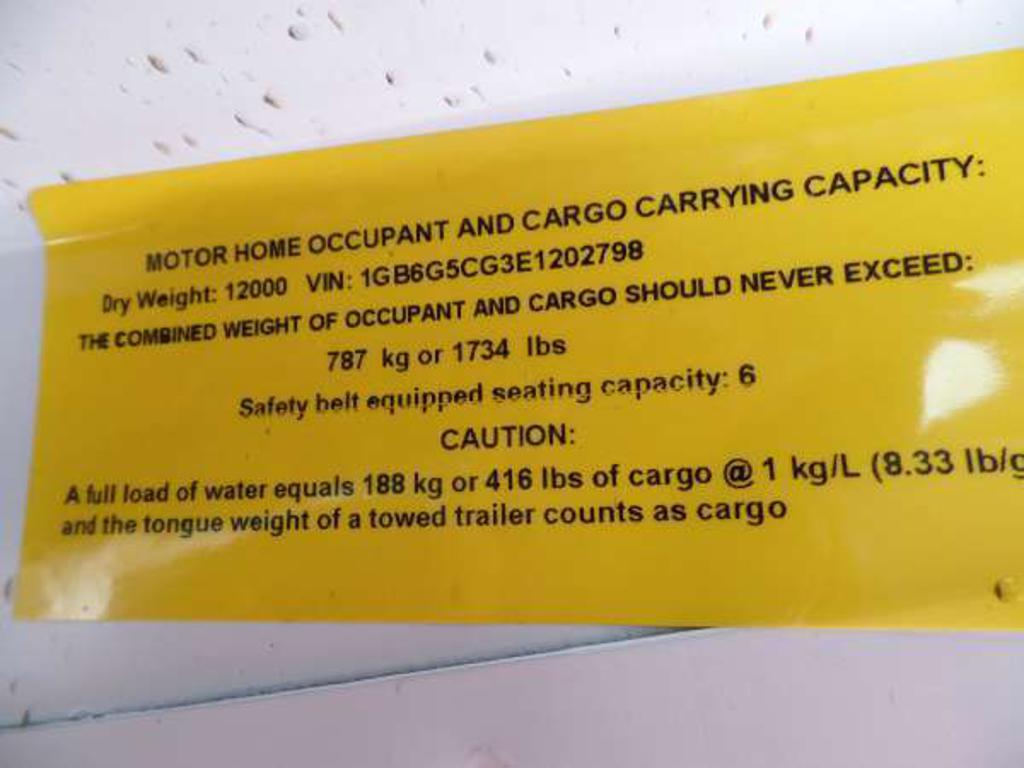 MOTOR HOME OCCUPANT AND CARGO CARRYING CAPACITY:
Dry Weight: 12000 VIN: 1GB6G5CG3E1202798
THE COMBINED WEIGHT OF OCCUPANT AND CARGO SHOULD NEVER EXCEED:
787 kg or 1734 lbs
Safety belt equipped seating capacity: 6
CAUTION:
A full load of water equals 188 kg or 416 lbs of cargo @ 1 kg/L (8.33 lb/g
and the tongue weight of a towed trailer counts as cargo